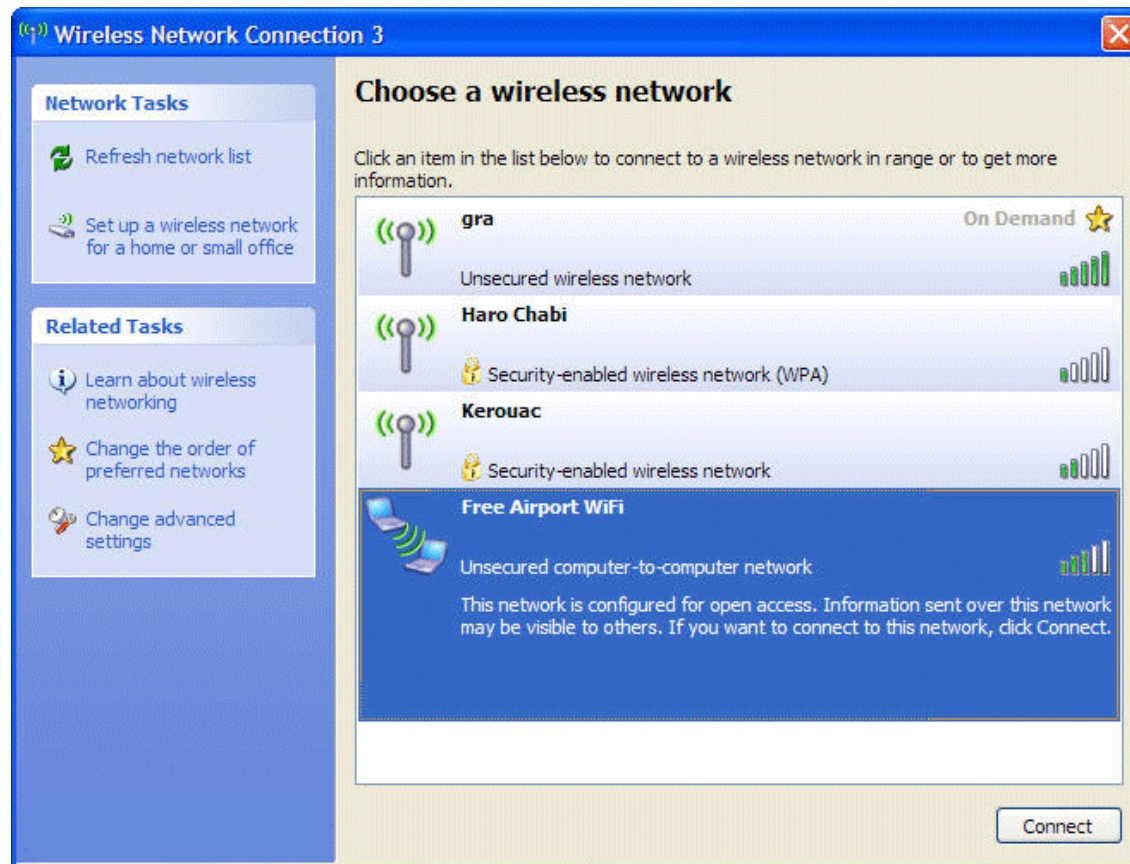 Wireless Network Connection 3
Network Tasks
Refresh network list
Set up a wireless network
for a home or small office
Related Tasks
Learn about wireless
networking
Change the order of
preferred networks
Change advanced
settings
Choose a wireless network
Click an item in the list below to connect to a wireless network in range or to get more
information.
gra
On Demand
Unsecured wireless network
Haro Chabi
Security-enabled wireless network (WPA)
Kerouac
Security-enabled wireless network
Free Airport WiFi
Unsecured computer-to-computer network
This network is configured for open access. Information sent over this network
may be visible to others. If you want to connect to this network, click Connect.
Connect